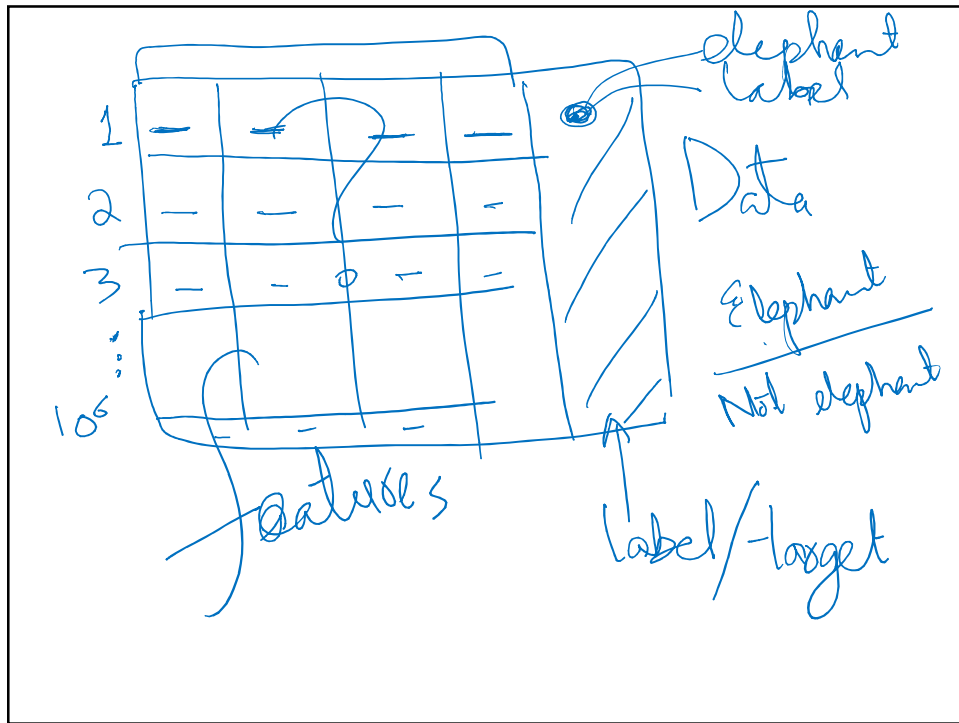 elephant
label
1
2
3
10⁶
Data
Elephant
Not elephant
features
label/target